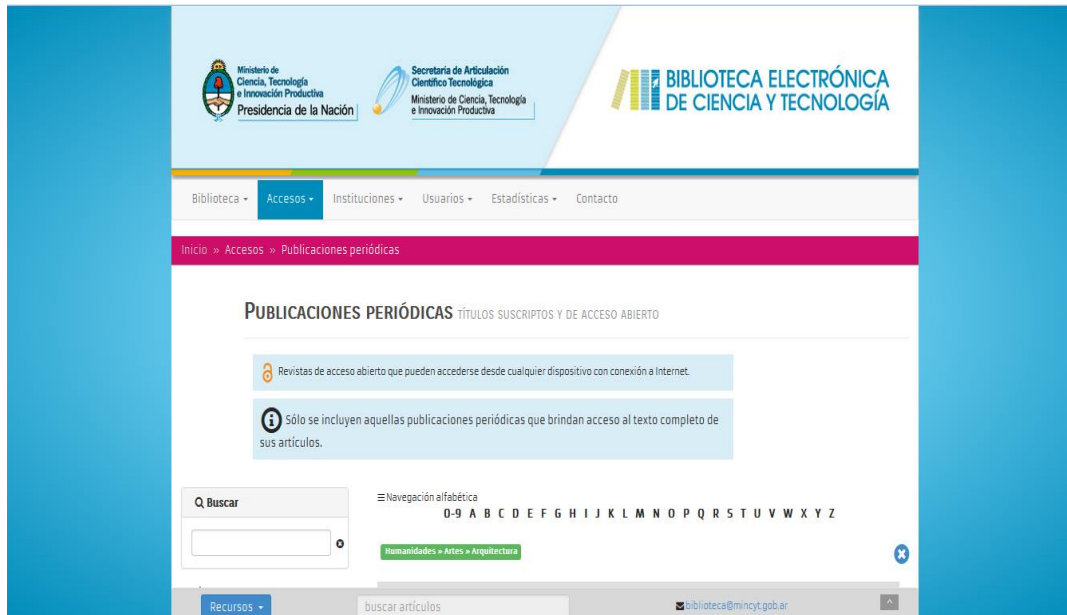 Ministerio de
Ciencia, Tecnología
e Innovación Productiva
Presidencia de la Nación
Secretaria de Articulación
Científico Tecnológica
Ministerio de Ciencia, Tecnología
e Innovación Productiva
BIBLIOTECA ELECTRÓNICA
DE CIENCIA Y TECNOLOGÍA
Biblioteca Accesos Instituciones Usuarios Estadísticas Contacto
Inicio » Accesos » Publicaciones periódicas
PUBLICACIONES PERIÓDICAS TÍTULOS SUSCRIPTOS Y DE ACCESO ABIERTO
Revistas de acceso abierto que pueden accederse desde cualquier dispositivo con conexión a Internet.
Sólo se incluyen aquellas publicaciones periódicas que brindan acceso al texto completo de
sus artículos.
Buscar
Navegación alfabética
0-9 A B C D E F G H I J K L M N O P Q R S T U V W X Y Z
Humanidades » Artes » Arquitectura
Recursos buscar artículos biblioteca@mincyt.gob.ar